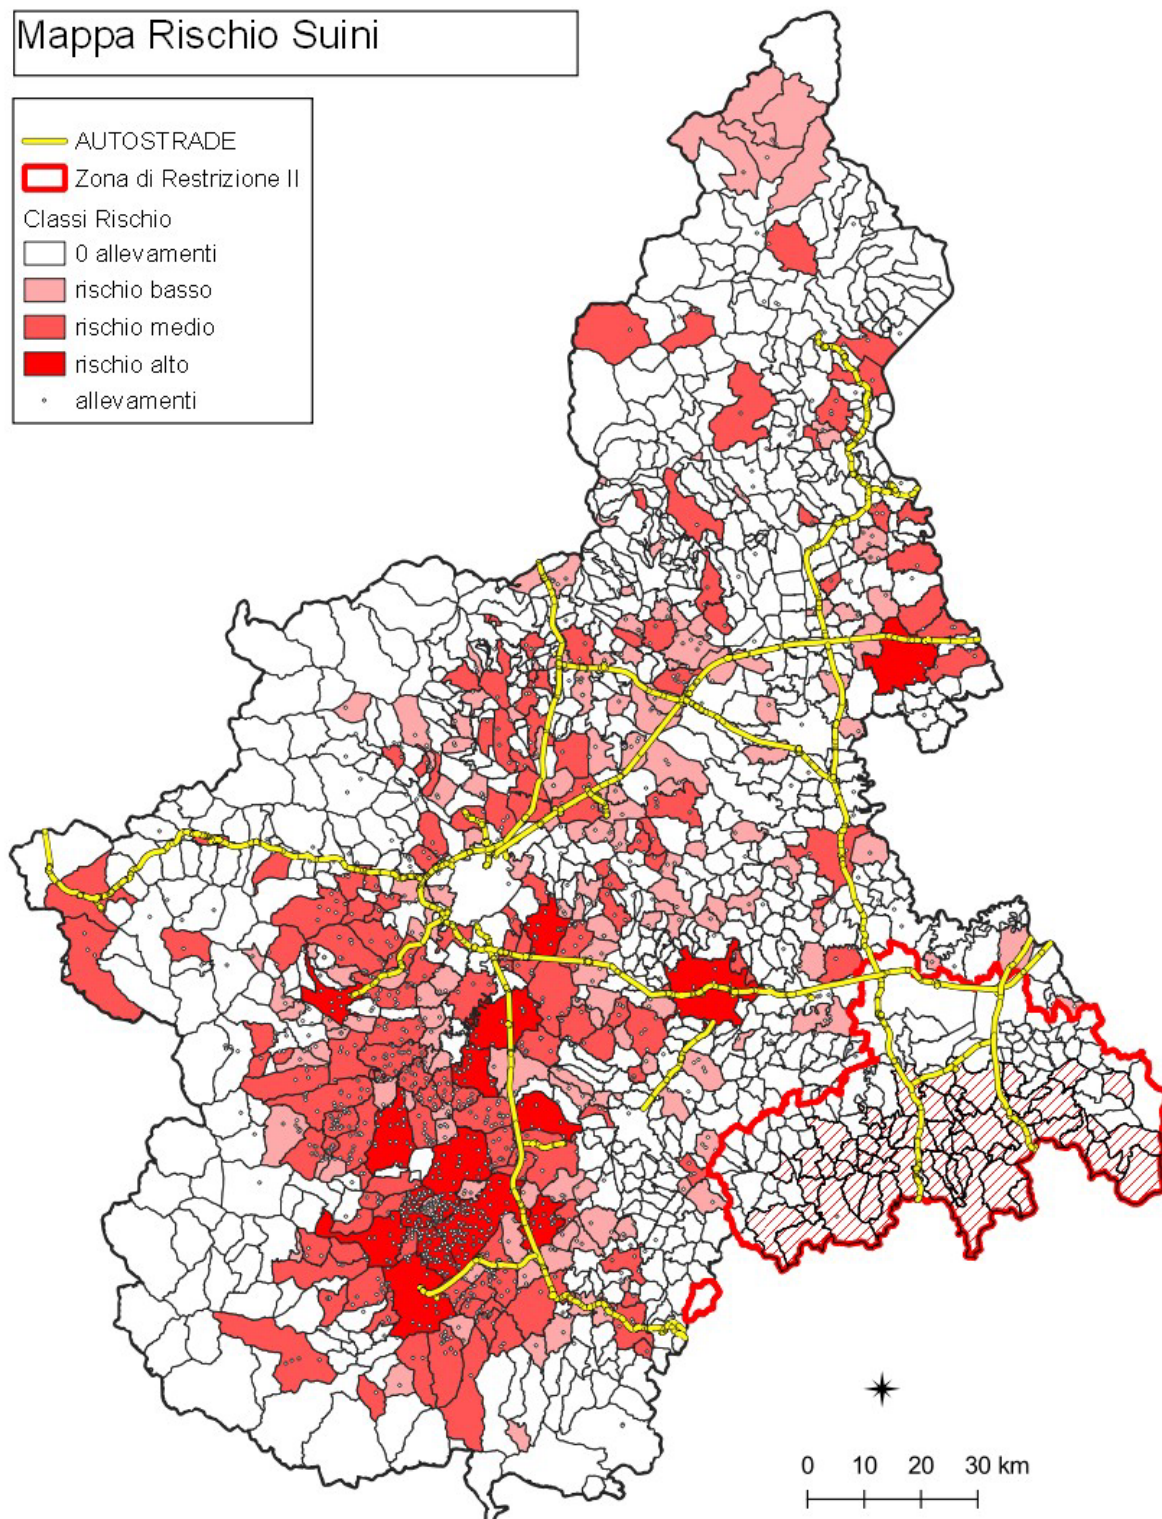 Mappa Rischio Suini
AUTOSTRADE
Zona di Restrizione II
Classi Rischio
0 allevamenti
rischio basso
rischio medio
rischio alto
allevamenti
0 10 20 30 km